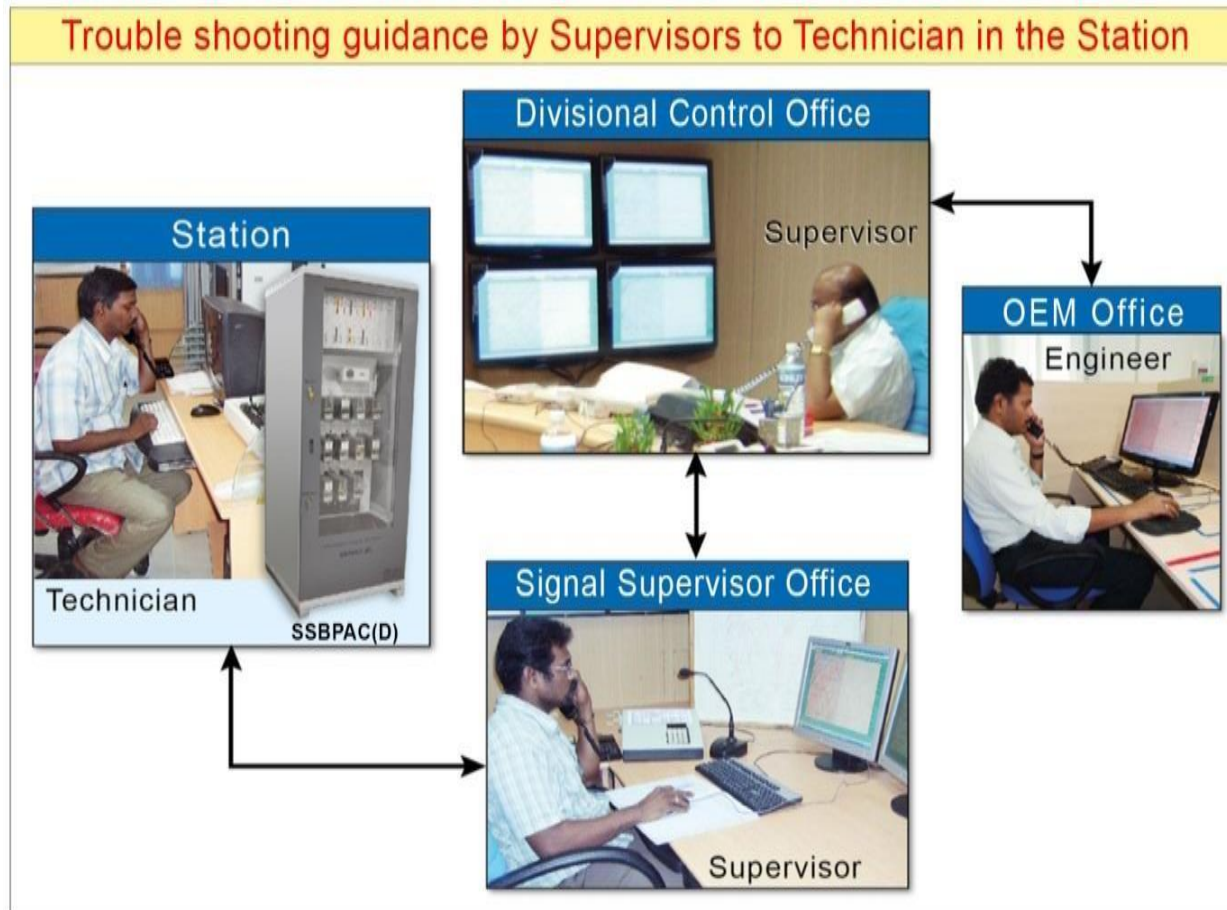 Trouble shooting guidance by Supervisors to Technician in the Station
Divisional Control Office
Supervisor
Station
Technician
SSBPAC(D)
OEM Office
Engineer
Signal Supervisor Office
Supervisor